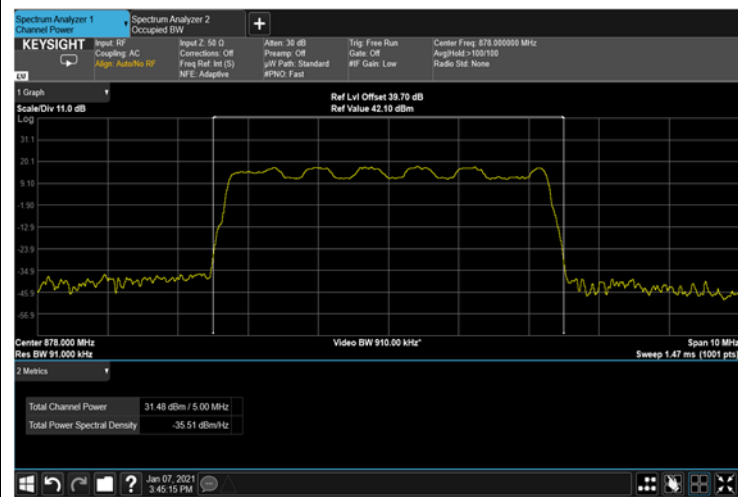 Spectrum Analyzer 1
Channel Power
Spectrum Analyzer 2
Occupied BW
+
KEYSIGHT
Input: RF
Coupling: AC
Align: Auto/No RF
Input Z: 50 Ω
Corrections: Off
Freq Ref: Int (S)
NFE: Adaptive
Atten: 30 dB
Preamp: Off
µW Path: Standard
#PNO: Fast
Trig: Free Run
Gate: Off
#IF Gain: Low
Center Freq: 878.000000 MHz
Avg|Hold:>100/100
Radio Std: None
1 Graph
Scale/Div 11.0 dB
Ref Lvl Offset 39.70 dB
Ref Value 42.10 dBm
Log
31.1
20.1
9.10
-1.90
-12.9
-23.9
-34.9
-45.9
-56.9
Center 878.000 MHz
Res BW 91.000 kHz
Video BW 910.00 kHz*
Span 10 MHz
Sweep 1.47 ms (1001 pts)
2 Metrics
Total Channel Power 31.48 dBm / 5.00 MHz
Total Power Spectral Density -35.51 dBm/Hz
?
Jan 07, 2021
3:45:15 PM